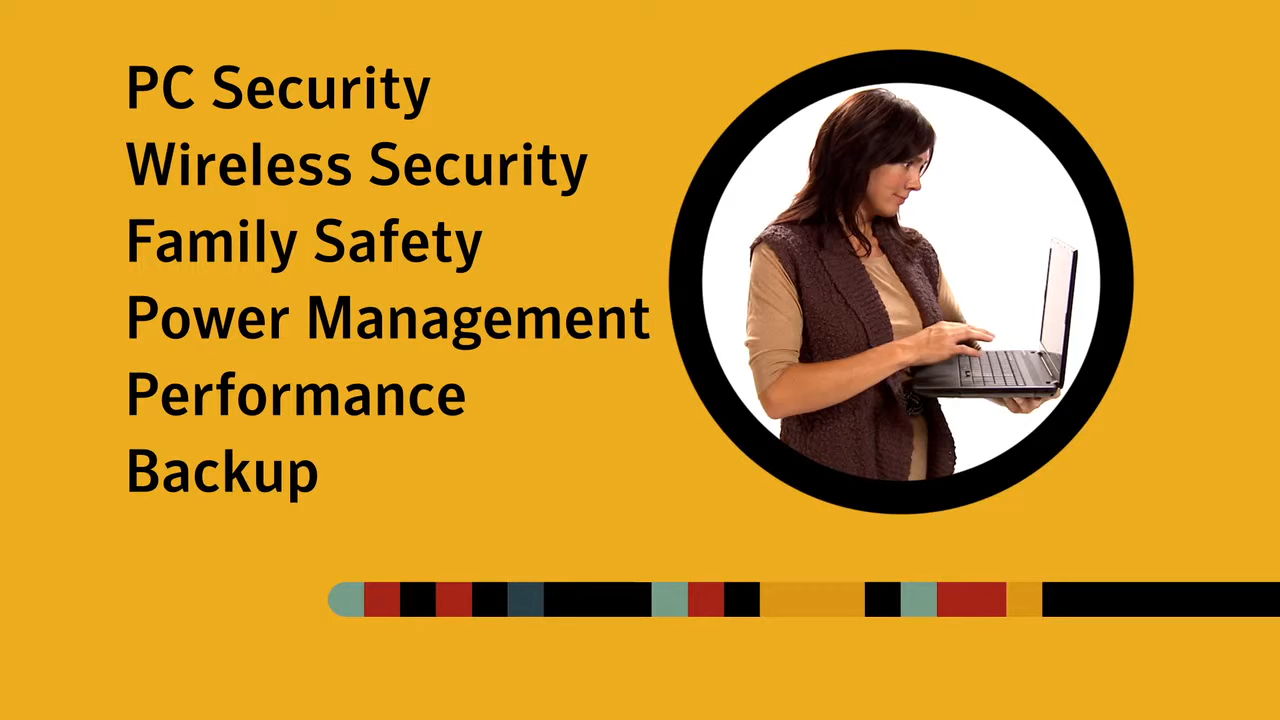 PC Security
Wireless Security
Family Safety
Power Management
Performance
Backup